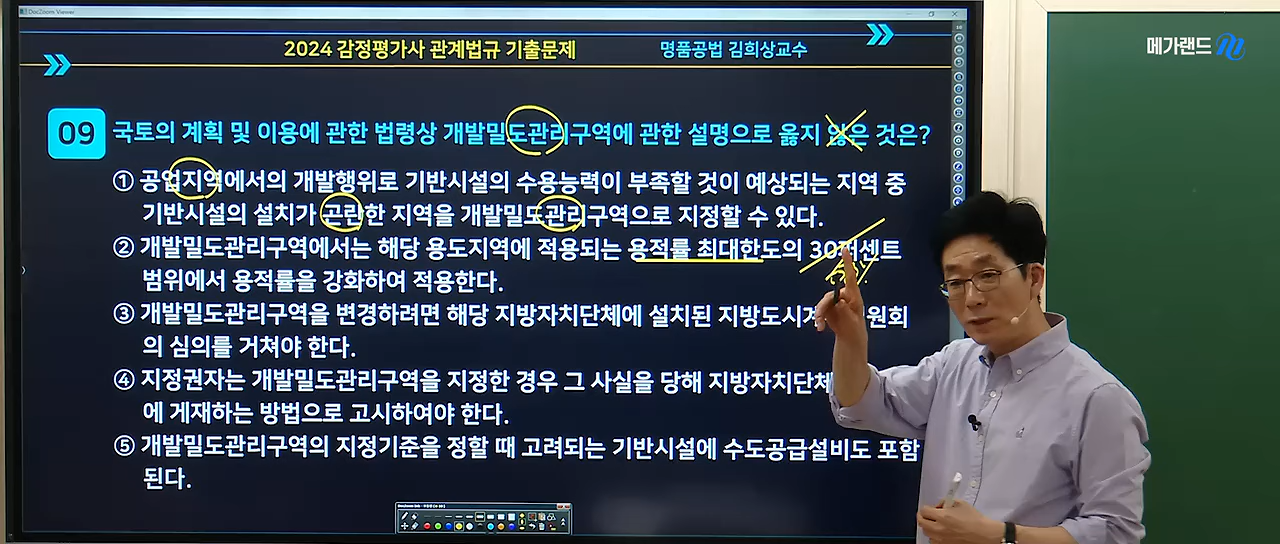 DocZoom Viewer
2024 감정평가사 관계법규 기출문제
명품공법 김희상교수
메가랜드
09 국토의 계획 및 이용에 관한 법령상 개발밀도관리구역에 관한 설명으로 옳지 않은 것은?
① 공업지역에서의 개발행위로 기반시설의 수용능력이 부족할 것이 예상되는 지역 중
기반시설의 설치가 곤란한 지역을 개발밀도관리구역으로 지정할 수 있다.
② 개발밀도관리구역에서는 해당 용도지역에 적용되는 용적률 최대한도의 30퍼센트
범위에서 용적률을 강화하여 적용한다.
③ 개발밀도관리구역을 변경하려면 해당 지방자치단체에 설치된 지방도시계 원회
의 심의를 거쳐야 한다.
④ 지정권자는 개발밀도관리구역을 지정한 경우 그 사실을 당해 지방자치단체
에 게재하는 방법으로 고시하여야 한다.
⑤ 개발밀도관리구역의 지정기준을 정할 때 고려되는 기반시설에 수도공급설비도 포함
된다.